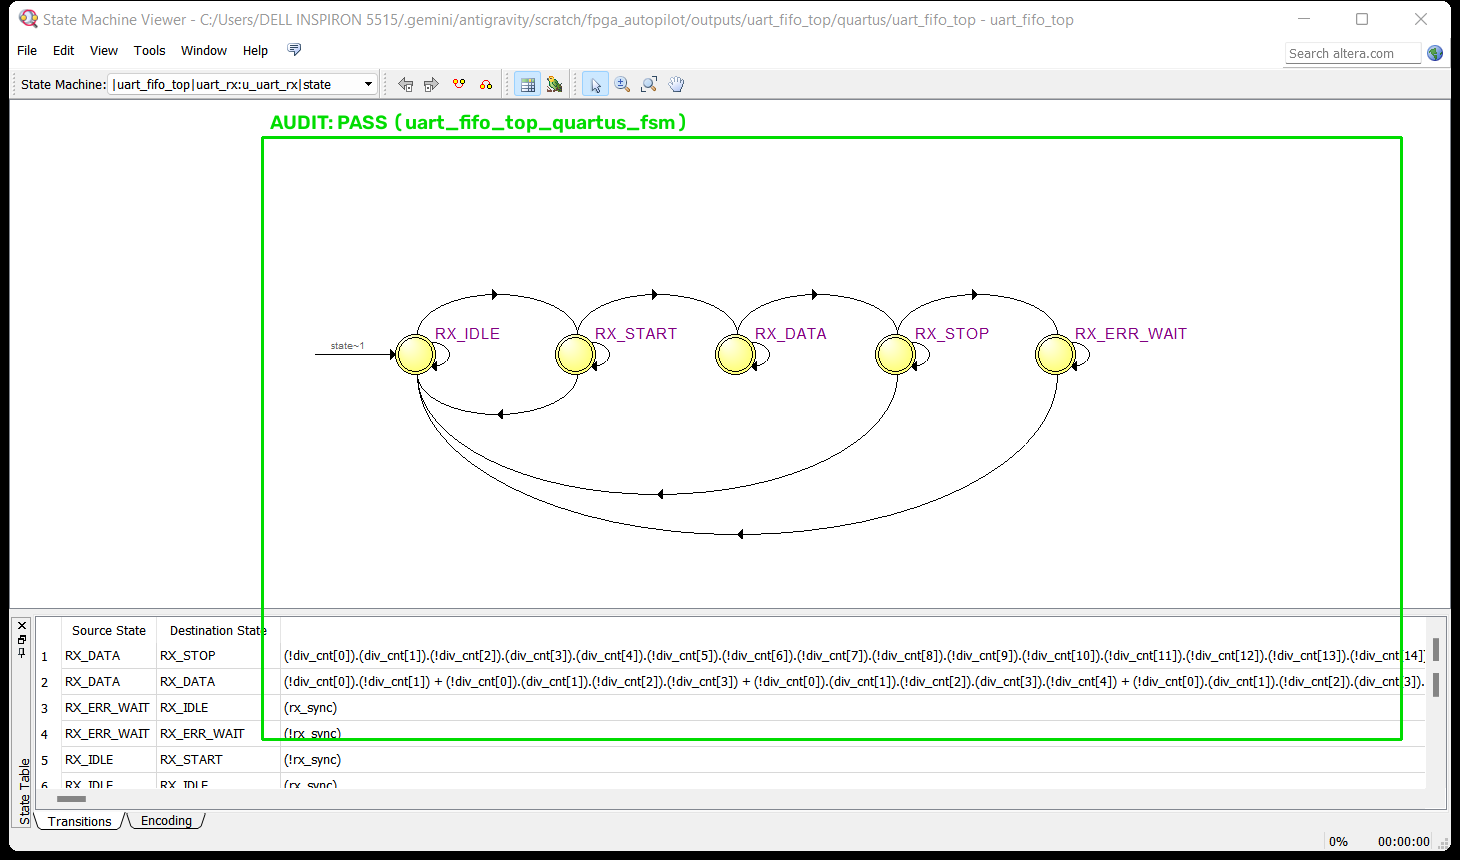 State Machine Viewer - C:/Users/DELL INSPIRON 5515/.gemini/antigravity/scratch/fpga_autopilot/outputs/uart_fifo_top/quartus/uart_fifo_top - uart_fifo_top
File Edit View Tools Window Help
Search altera.com
State Machine: |uart_fifo_top|uart_rx:u_uart_rx|state
AUDIT: PASS (uart_fifo_top_quartus_fsm)
RX_IDLE RX_START RX_DATA RX_STOP RX_ERR_WAIT
state~1
Source State Destination State
1 RX_DATA RX_STOP (!div_cnt[0]).(div_cnt[1]).(!div_cnt[2]).(div_cnt[3]).(div_cnt[4]).(!div_cnt[5]).(!div_cnt[6]).(!div_cnt[7]).(!div_cnt[8]).(!div_cnt[9]).(!div_cnt[10]).(!div_cnt[11]).(!div_cnt[12]).(!div_cnt[13]).(!div_cnt[14]
2 RX_DATA RX_DATA (!div_cnt[0]).(!div_cnt[1]) + (!div_cnt[0]).(div_cnt[1]).(!div_cnt[2]).(!div_cnt[3]) + (!div_cnt[0]).(div_cnt[1]).(!div_cnt[2]).(div_cnt[3]).(!div_cnt[4]) + (!div_cnt[0]).(div_cnt[1]).(!div_cnt[2]).(div_cnt[3]).
3 RX_ERR_WAIT RX_IDLE (rx_sync)
4 RX_ERR_WAIT RX_ERR_WAIT (!rx_sync)
5 RX_IDLE RX_START (!rx_sync)
6 RX_IDLE RX_IDLE (rx_sync)
State Table
Transitions Encoding
0% 00:00:00